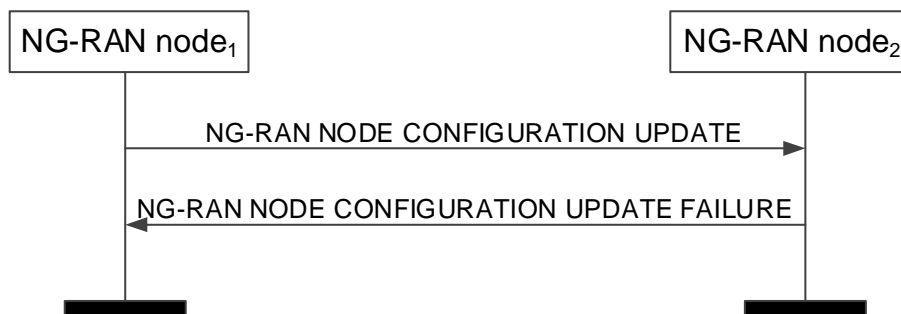 NG-RAN node₁
NG-RAN node₂
NG-RAN NODE CONFIGURATION UPDATE
NG-RAN NODE CONFIGURATION UPDATE FAILURE